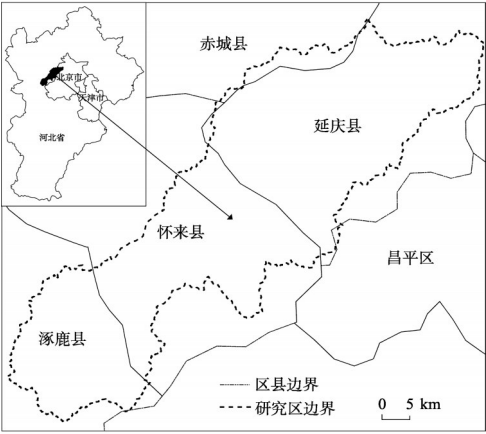 赤城县
北京市
天津市
河北省
延庆县
怀来县
昌平区
涿鹿县
区县边界
研究区边界
0 5 km